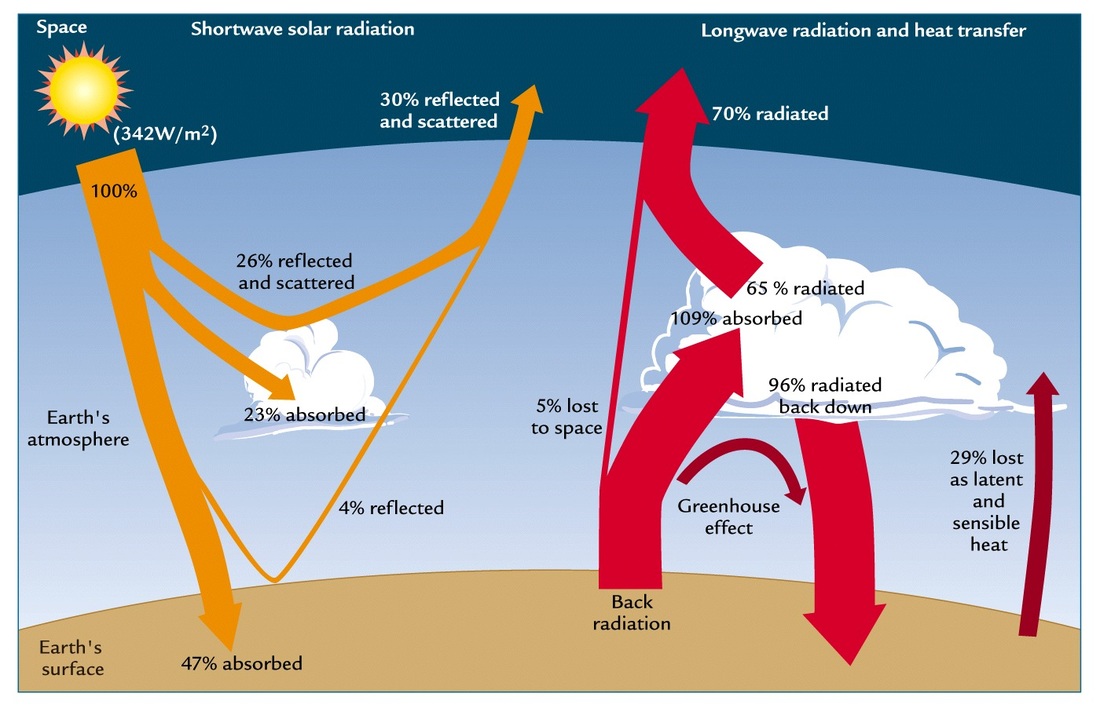 Space
Shortwave solar radiation
Longwave radiation and heat transfer
(342W/m²)
100%
30% reflected
and scattered
70% radiated
26% reflected
and scattered
23% absorbed
Earth's
atmosphere
4% reflected
47% absorbed
Earth's
surface
65 % radiated
109% absorbed
96% radiated
back down
5% lost
to space
Greenhouse
effect
29% lost
as latent
and
sensible
heat
Back
radiation